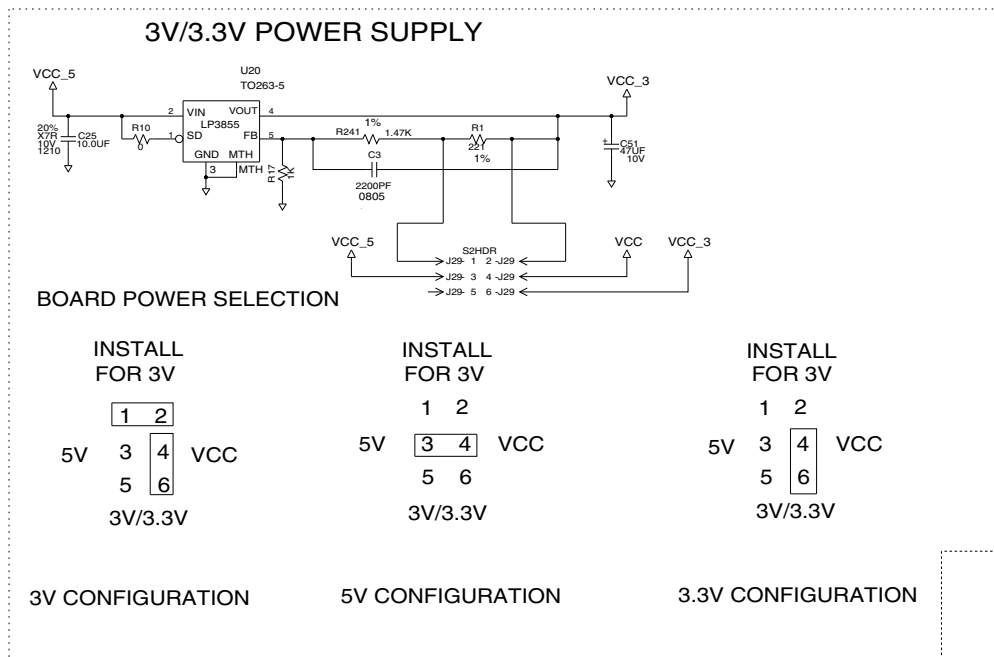 3V/3.3V POWER SUPPLY
VCC_5
U20
TO263-5
VCC_3
20%
X7R
10V
1210
C25
10.0UF
R10
0
2
VIN
VOUT
4
LP3855
1
SD
FB
5
GND
MTH
3
MTH
R17
1K
1%
R241
1.47K
C3
2200PF
0805
R1
221
1%
+
C51
47UF
10V
VCC_5
S2HDR
VCC
VCC_3
J29- 1 2 -J29
J29- 3 4 -J29
J29- 5 6 -J29
BOARD POWER SELECTION
INSTALL
FOR 3V
1 2
5V 3 4 VCC
5 6
3V/3.3V
3V CONFIGURATION
INSTALL
FOR 3V
1 2
5V 3 4 VCC
5 6
3V/3.3V
5V CONFIGURATION
INSTALL
FOR 3V
1 2
5V 3 4 VCC
5 6
3V/3.3V
3.3V CONFIGURATION